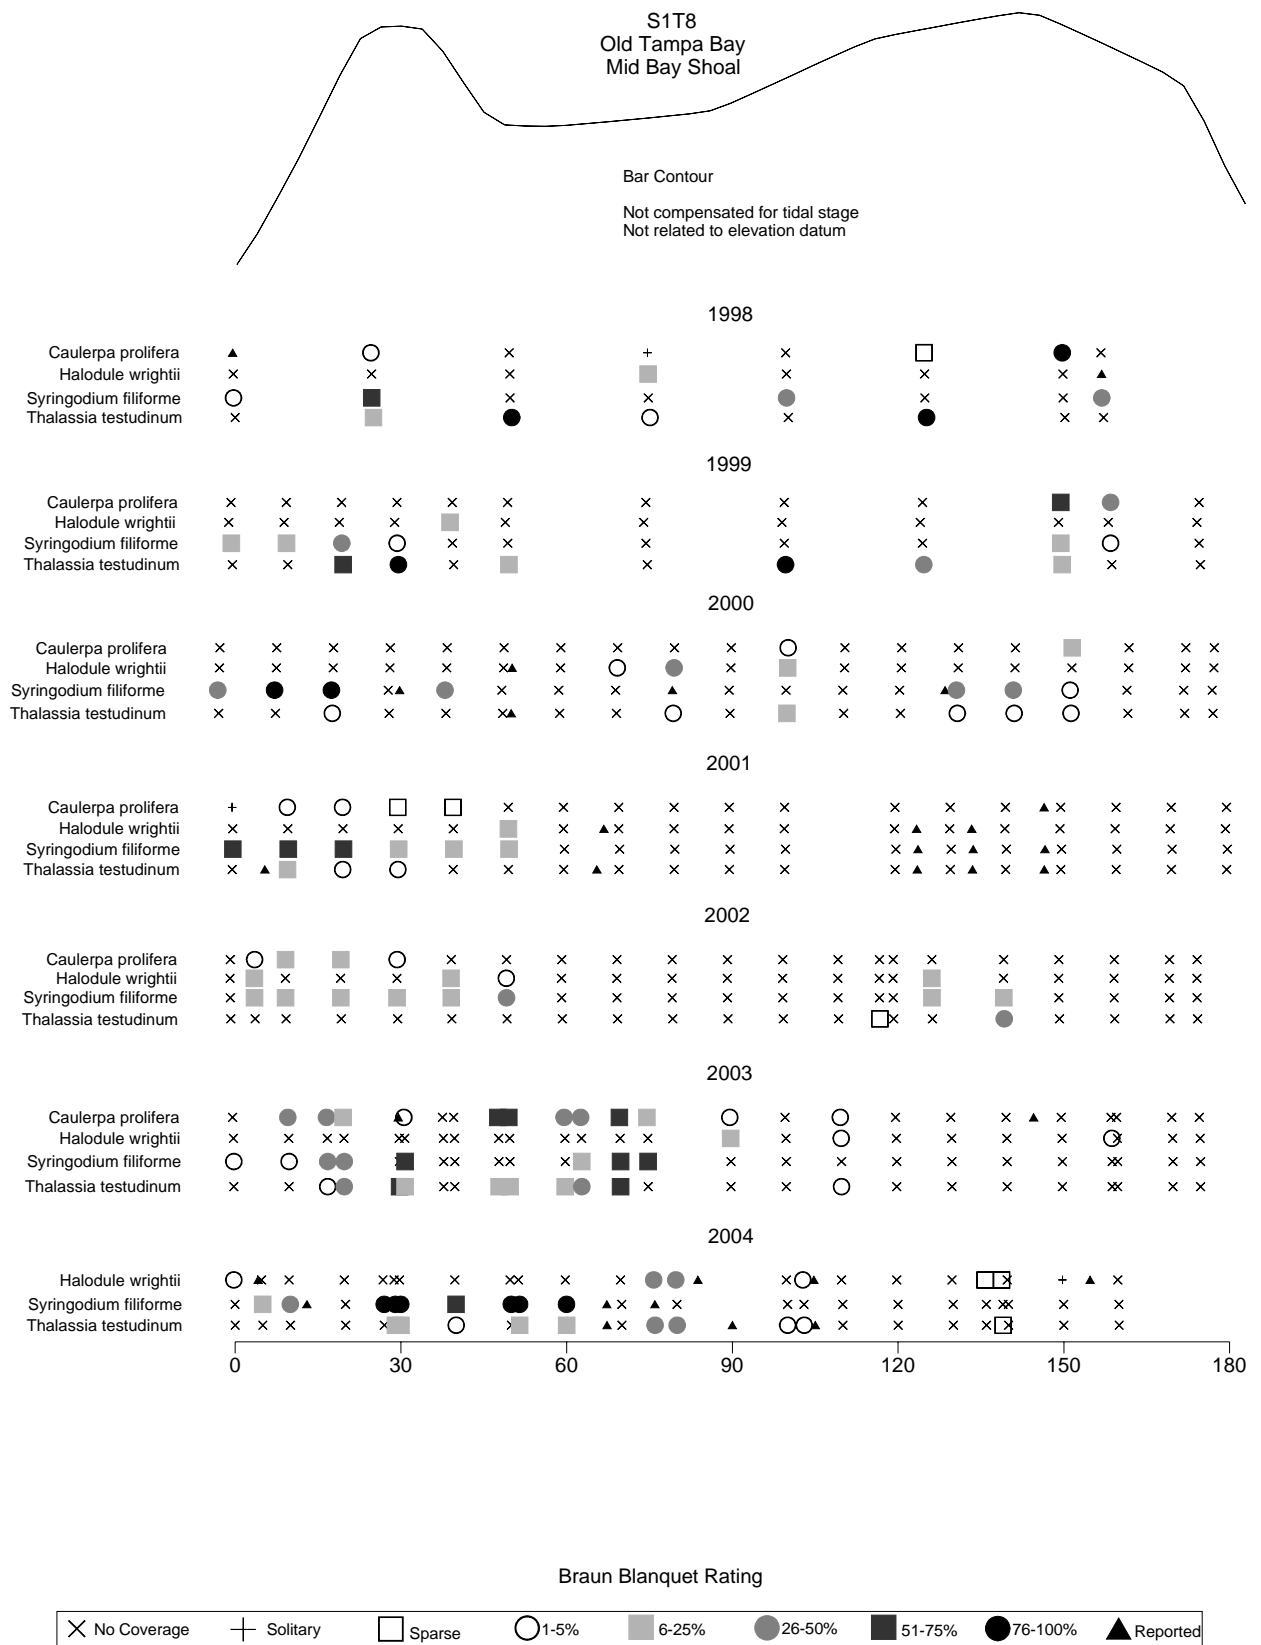 S1T8
Old Tampa Bay
Mid Bay Shoal
Bar Contour
Not compensated for tidal stage
Not related to elevation datum
1998
Caulerpa prolifera
Halodule wrightii
Syringodium filiforme
Thalassia testudinum
1999
Caulerpa prolifera
Halodule wrightii
Syringodium filiforme
Thalassia testudinum
2000
Caulerpa prolifera
Halodule wrightii
Syringodium filiforme
Thalassia testudinum
2001
Caulerpa prolifera
Halodule wrightii
Syringodium filiforme
Thalassia testudinum
2002
Caulerpa prolifera
Halodule wrightii
Syringodium filiforme
Thalassia testudinum
2003
Caulerpa prolifera
Halodule wrightii
Syringodium filiforme
Thalassia testudinum
2004
Halodule wrightii
Syringodium filiforme
Thalassia testudinum
0 30 60 90 120 150 180
Braun Blanquet Rating
No Coverage Solitary Sparse 1-5% 6-25% 26-50% 51-75% 76-100% Reported